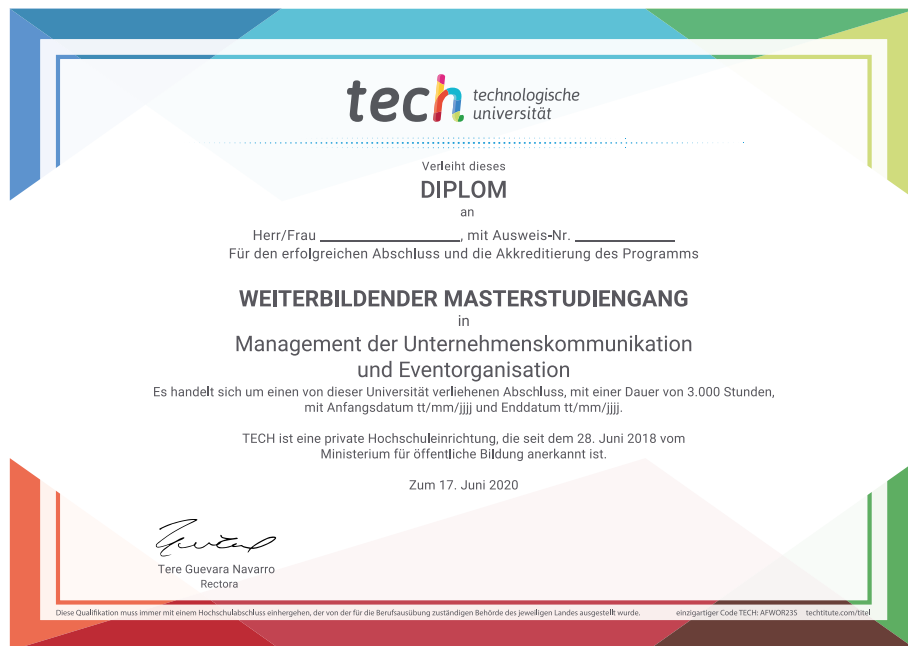 tech technologische
universität
Verleiht dieses
DIPLOM
an
Herr/Frau ____________________, mit Ausweis-Nr. ______________
Für den erfolgreichen Abschluss und die Akkreditierung des Programms
WEITERBILDENDER MASTERSTUDIENGANG
in
Management der Unternehmenskommunikation
und Eventorganisation
Es handelt sich um einen von dieser Universität verliehenen Abschluss, mit einer Dauer von 3.000 Stunden,
mit Anfangsdatum tt/mm/jjjj und Enddatum tt/mm/jjjj.
TECH ist eine private Hochschuleinrichtung, die seit dem 28. Juni 2018 vom
Ministerium für öffentliche Bildung anerkannt ist.
Zum 17. Juni 2020
Tere Guevara Navarro
Rectora
Diese Qualifikation muss immer mit einem Hochschulabschluss einhergehen, der von der für die Berufsausübung zuständigen Behörde des jeweiligen Landes ausgestellt wurde. einzigartiger Code TECH: AFWOR23S techtitute.com/titel